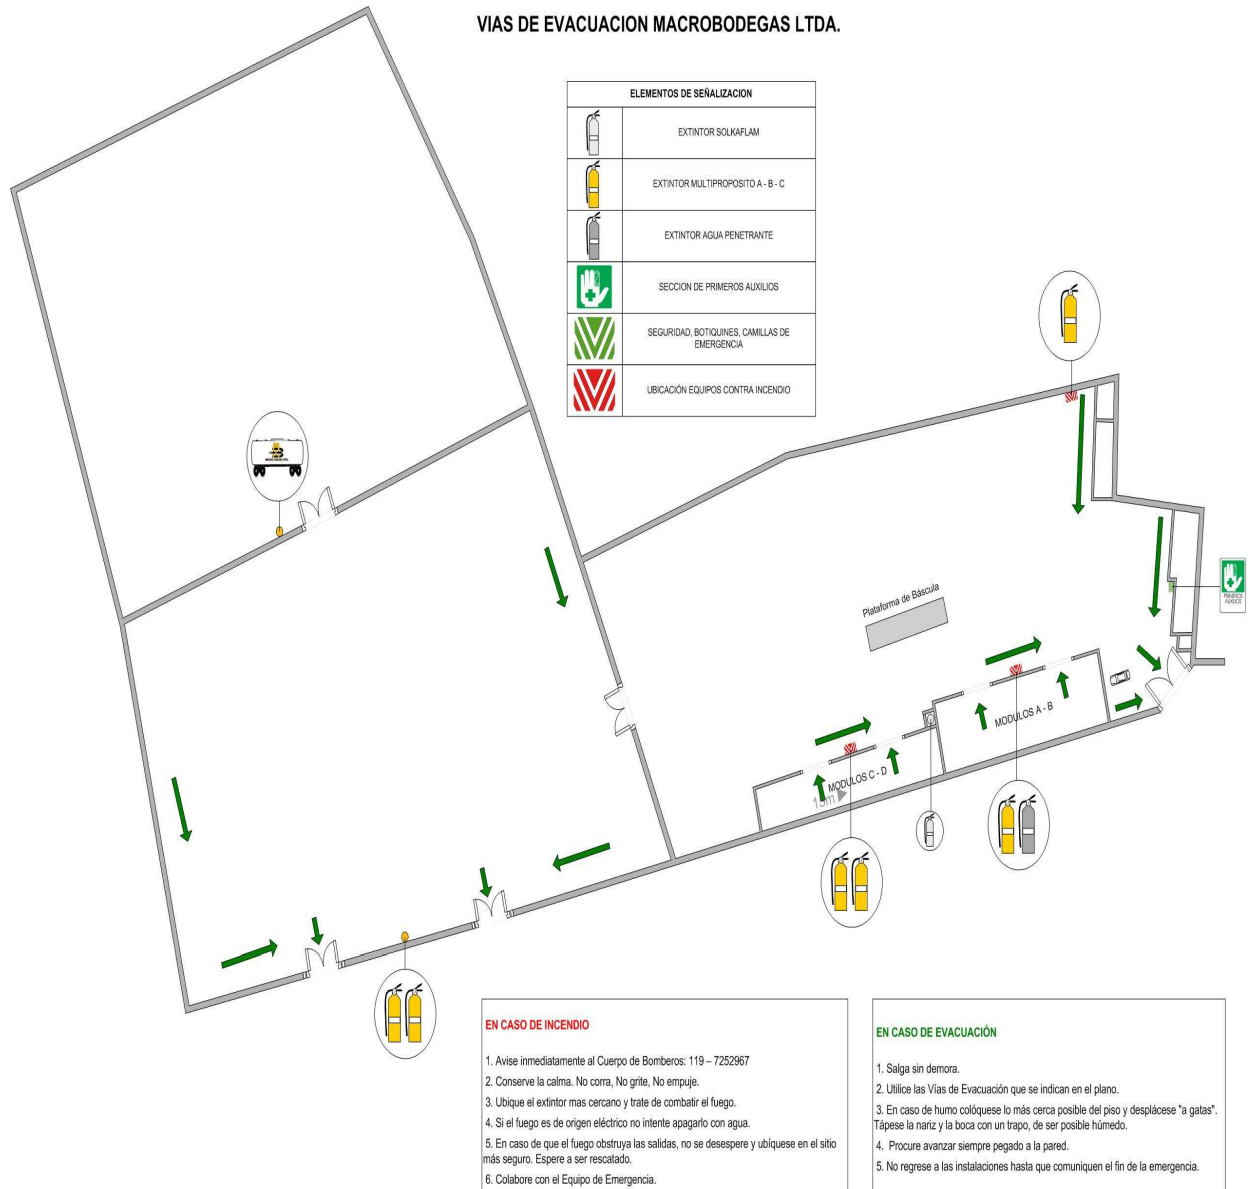 VIAS DE EVACUACION MACROBODEGAS LTDA.
ELEMENTOS DE SEÑALIZACION
EXTINTOR SOLKAFLAM
EXTINTOR MULTIPROPOSITO A - B - C
EXTINTOR AGUA PENETRANTE
SECCION DE PRIMEROS AUXILIOS
SEGURIDAD, BOTIQUINES, CAMILLAS DE
EMERGENCIA
UBICACIÓN EQUIPOS CONTRA INCENDIO
PRIMEROS
AUXILIOS
Plataforma de Báscula
MODULOS A - B
MODULOS C - D
15m
EN CASO DE INCENDIO
1. Avise inmediatamente al Cuerpo de Bomberos: 119 – 7252967
2. Conserve la calma. No corra, No grite, No empuje.
3. Ubique el extintor mas cercano y trate de combatir el fuego.
4. Si el fuego es de origen eléctrico no intente apagarlo con agua.
5. En caso de que el fuego obstruya las salidas, no se desespere y ubíquese en el sitio
más seguro. Espere a ser rescatado.
6. Colabore con el Equipo de Emergencia.
EN CASO DE EVACUACIÓN
1. Salga sin demora.
2. Utilice las Vías de Evacuación que se indican en el plano.
3. En caso de humo colóquese lo más cerca posible del piso y desplácese "a gatas".
Tápese la nariz y la boca con un trapo, de ser posible húmedo.
4. Procure avanzar siempre pegado a la pared.
5. No regrese a las instalaciones hasta que comuniquen el fin de la emergencia.